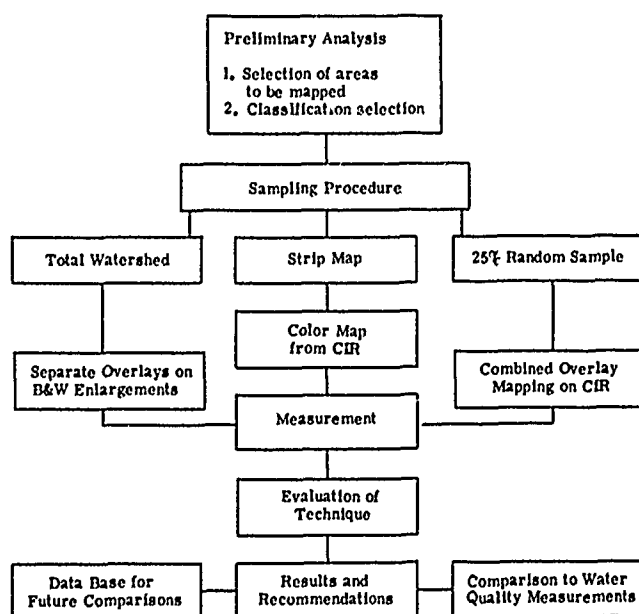 Preliminary Analysis
1. Selection of areas
to be mapped
2. Classification selection
Sampling Procedure
Total Watershed
Strip Map
25% Random Sample
Color Map
from CIR
Separate Overlays on
B&W Enlargements
Combined Overlay
Mapping on CIR
Measurement
Evaluation of
Technique
Data Base for
Future Comparisons
Results and
Recommendations
Comparison to Water
Quality Measurements